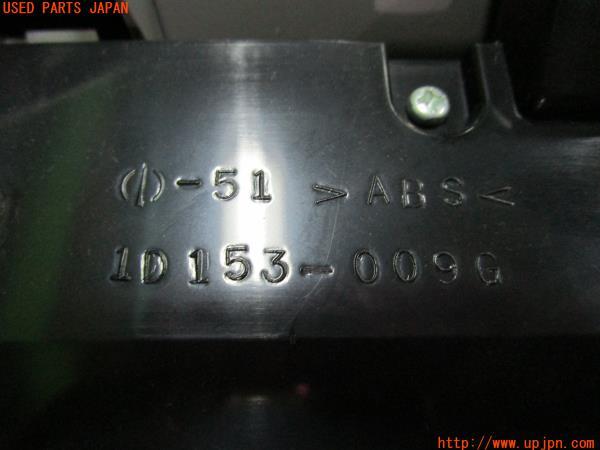 USED PARTS JAPAN
-51 >ABS<
1D153-009G
http://www.upjpn.com